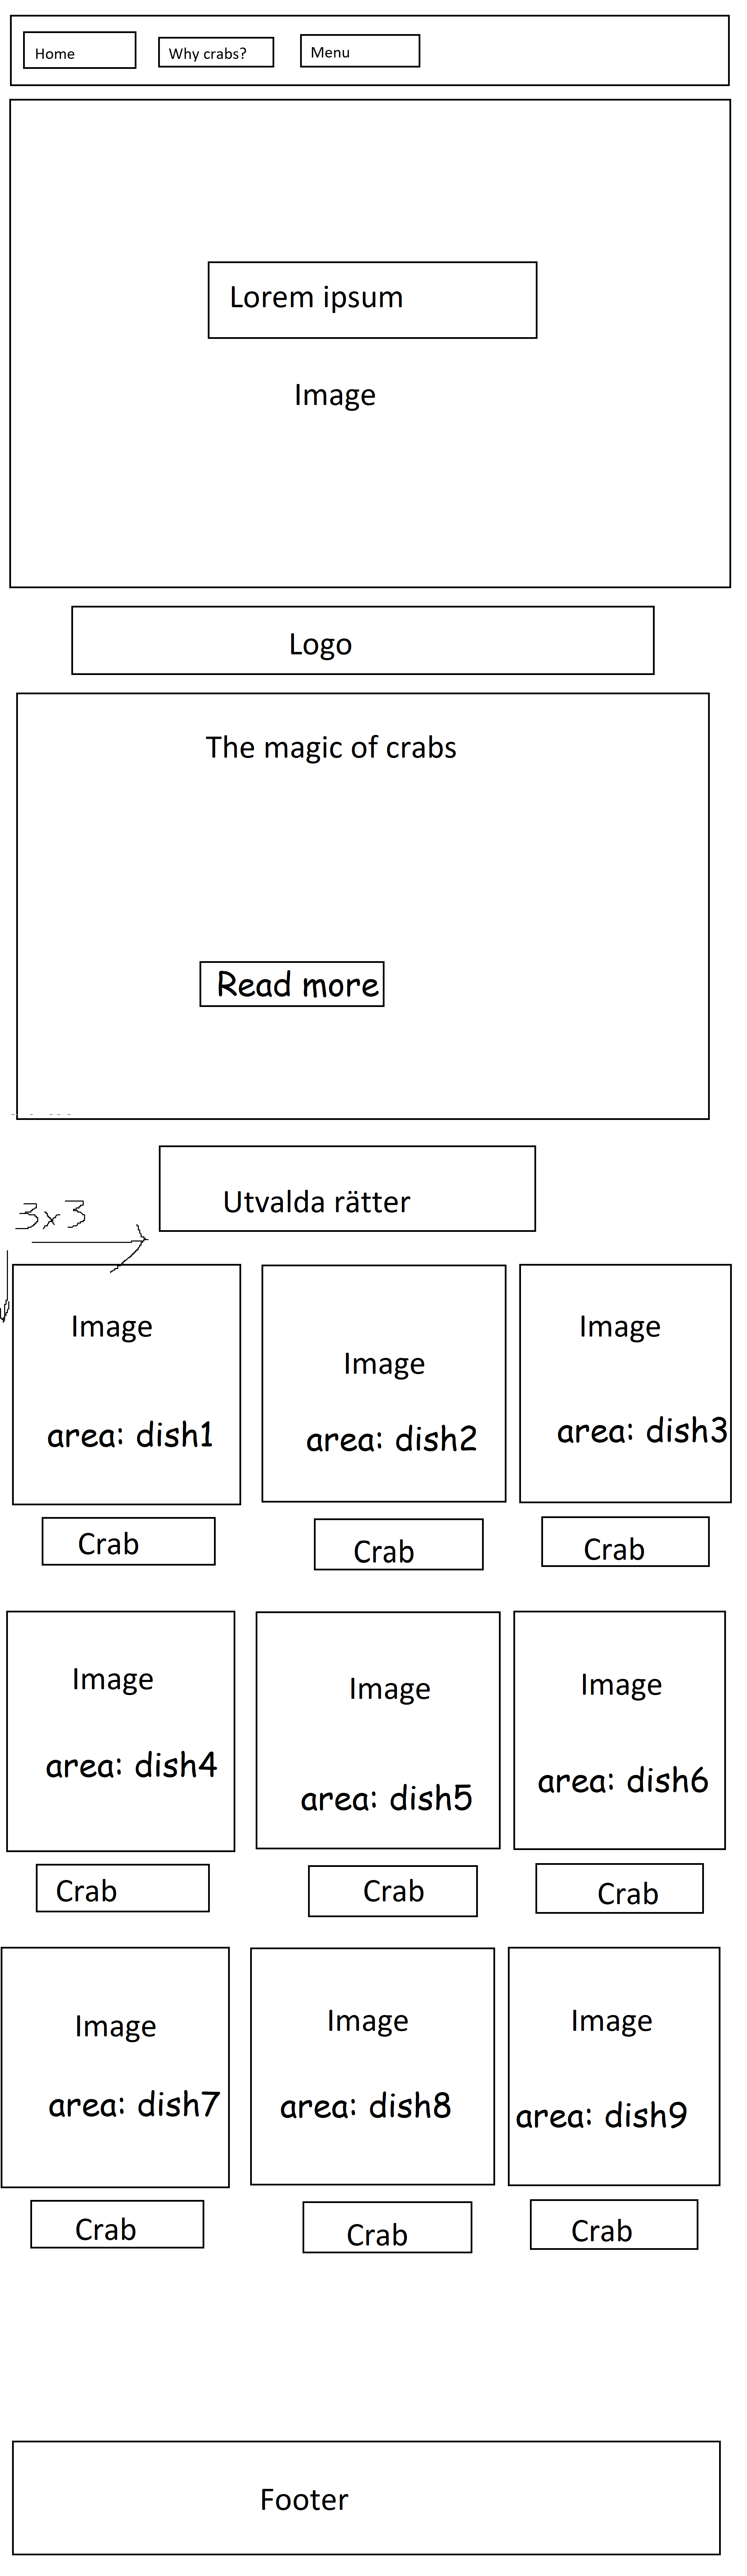 Home
Why crabs?
Menu
Lorem ipsum
Image
Logo
The magic of crabs
Read more
Utvalda rätter
3x3
Image
Image
Image
area: dish1
area: dish2
area: dish3
Crab
Crab
Crab
Image
Image
Image
area: dish4
area: dish5
area: dish6
Crab
Crab
Crab
Image
Image
Image
area: dish7
area: dish8
area: dish9
Crab
Crab
Crab
Footer